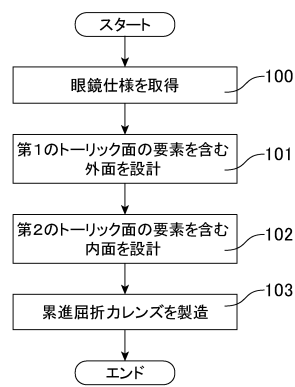 スタート
眼鏡仕様を取得
100
第1のトーリック面の要素を含む
外面を設計
101
第2のトーリック面の要素を含む
内面を設計
102
累進屈折力レンズを製造
103
エンド